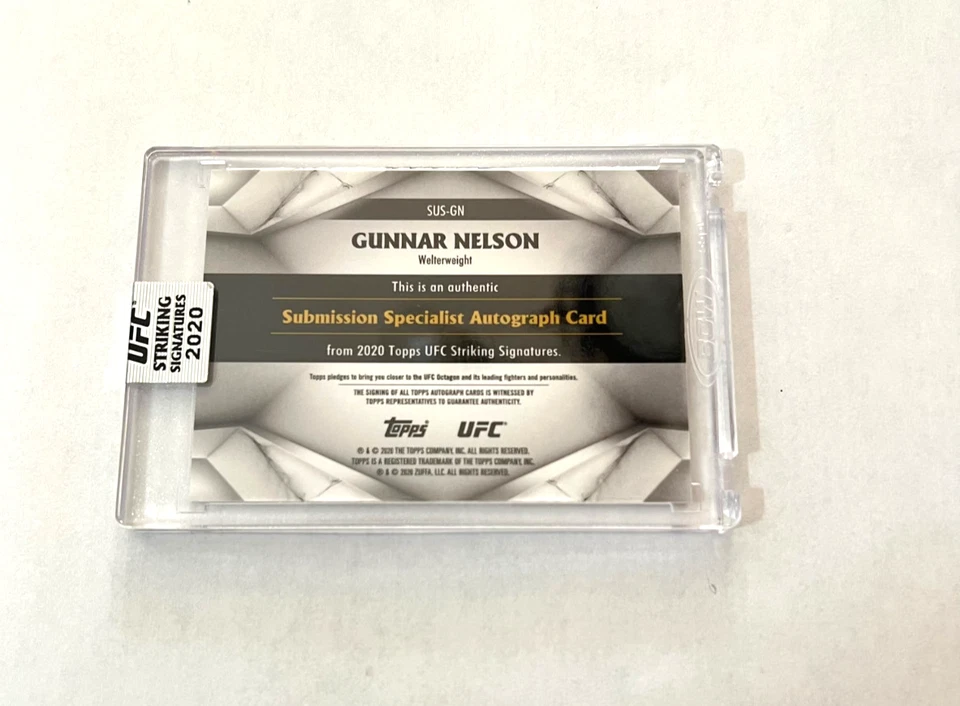 SUS-GN
GUNNAR NELSON
Welterweight
This is an authentic
Submission Specialist Autograph Card
from 2020 Topps UFC Striking Signatures.
Topps pledges to bring you closer to the UFC Octagon and its leading fighters and personalities.
THE SIGNING OF ALL TOPPS AUTOGRAPH CARDS IS WITNESSED BY
TOPPS REPRESENTATIVES TO GUARANTEE AUTHENTICITY.
Topps UFC®
® & © 2020 THE TOPPS COMPANY, INC. ALL RIGHTS RESERVED.
TOPPS IS A REGISTERED TRADEMARK OF THE TOPPS COMPANY, INC.
® & © 2020 ZUFFA, LLC. ALL RIGHTS RESERVED.
UFC®
STRIKING
SIGNATURES
2020